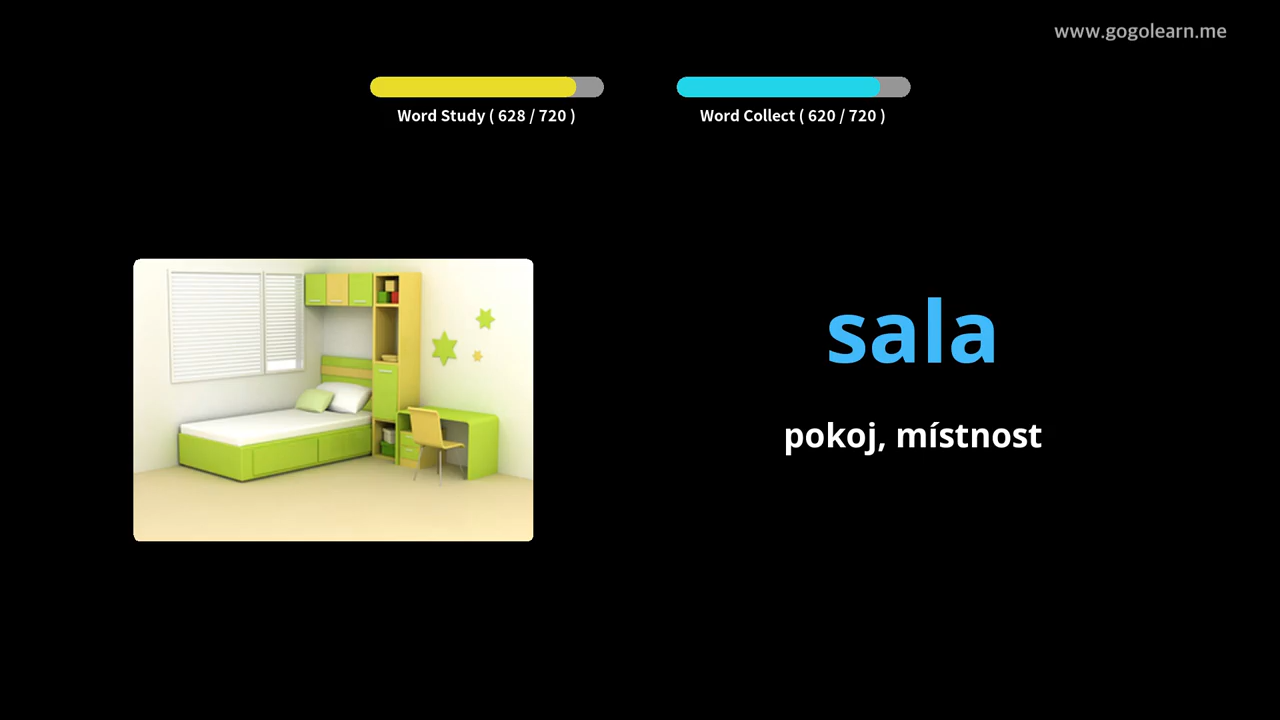 www.gogolearn.me
Word Study ( 628 / 720 )
Word Collect ( 620 / 720 )
sala
pokoj, místnost